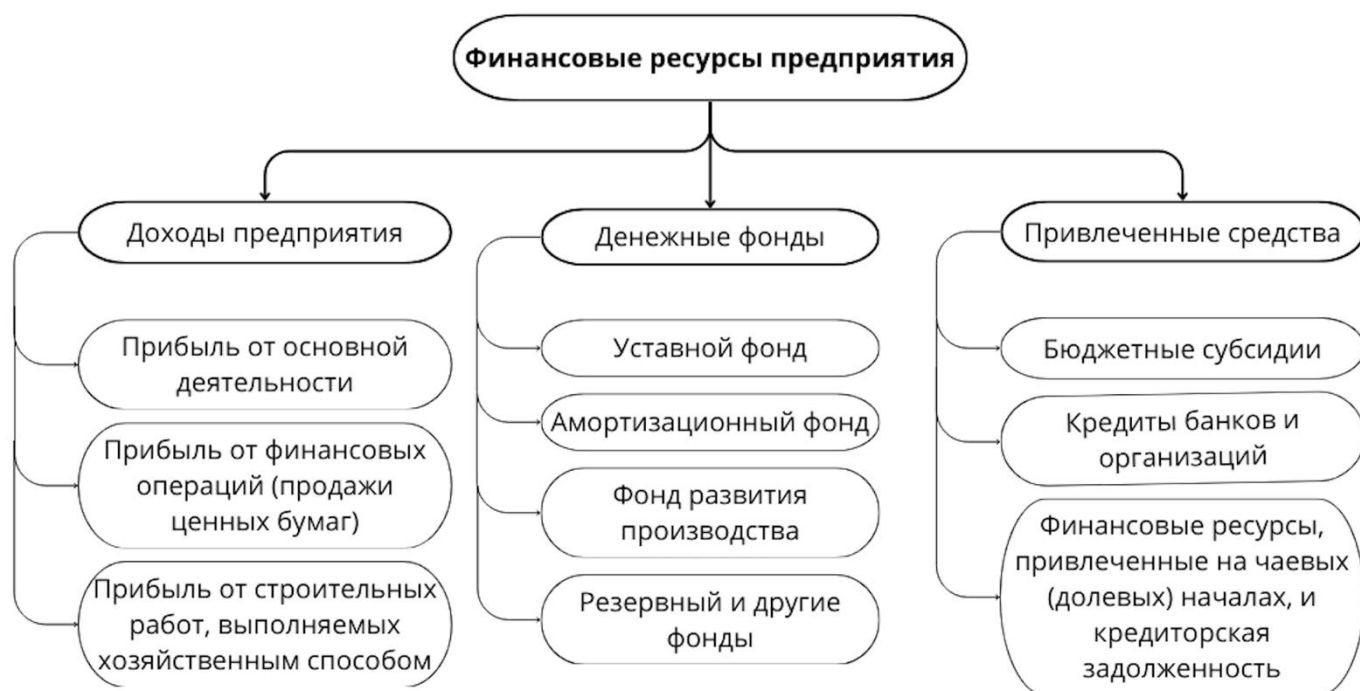 Финансовые ресурсы предприятия
Доходы предприятия
Прибыль от основной
деятельности
Прибыль от финансовых
операций (продажи
ценных бумаг)
Прибыль от строительных
работ, выполняемых
хозяйственным способом
Денежные фонды
Уставной фонд
Амортизационный фонд
Фонд развития
производства
Резервный и другие
фонды
Привлеченные средства
Бюджетные субсидии
Кредиты банков и
организаций
Финансовые ресурсы,
привлеченные на чаевых
(долевых) началах, и
кредиторская
задолженность